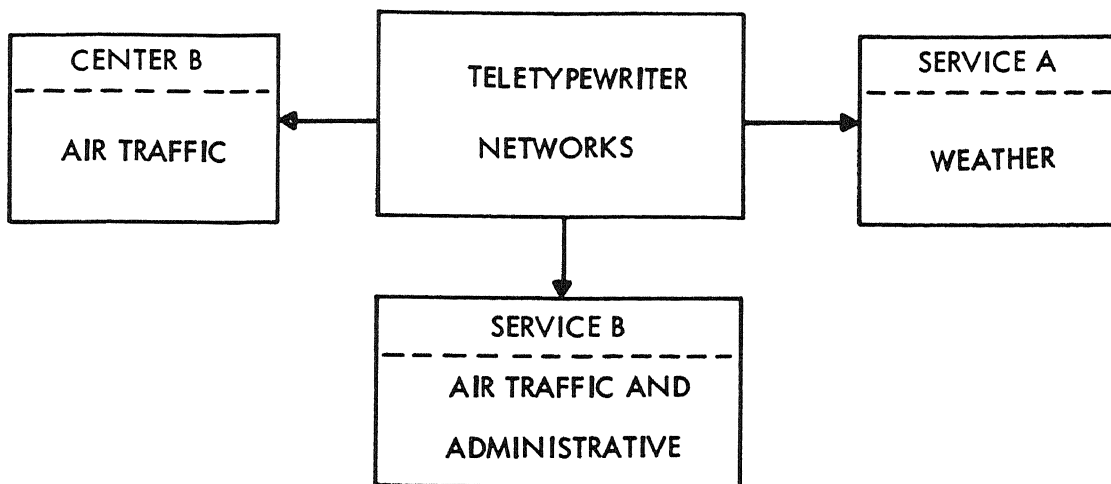 CENTER B
AIR TRAFFIC
TELETYPEWRITER
NETWORKS
SERVICE A
WEATHER
SERVICE B
AIR TRAFFIC AND
ADMINISTRATIVE